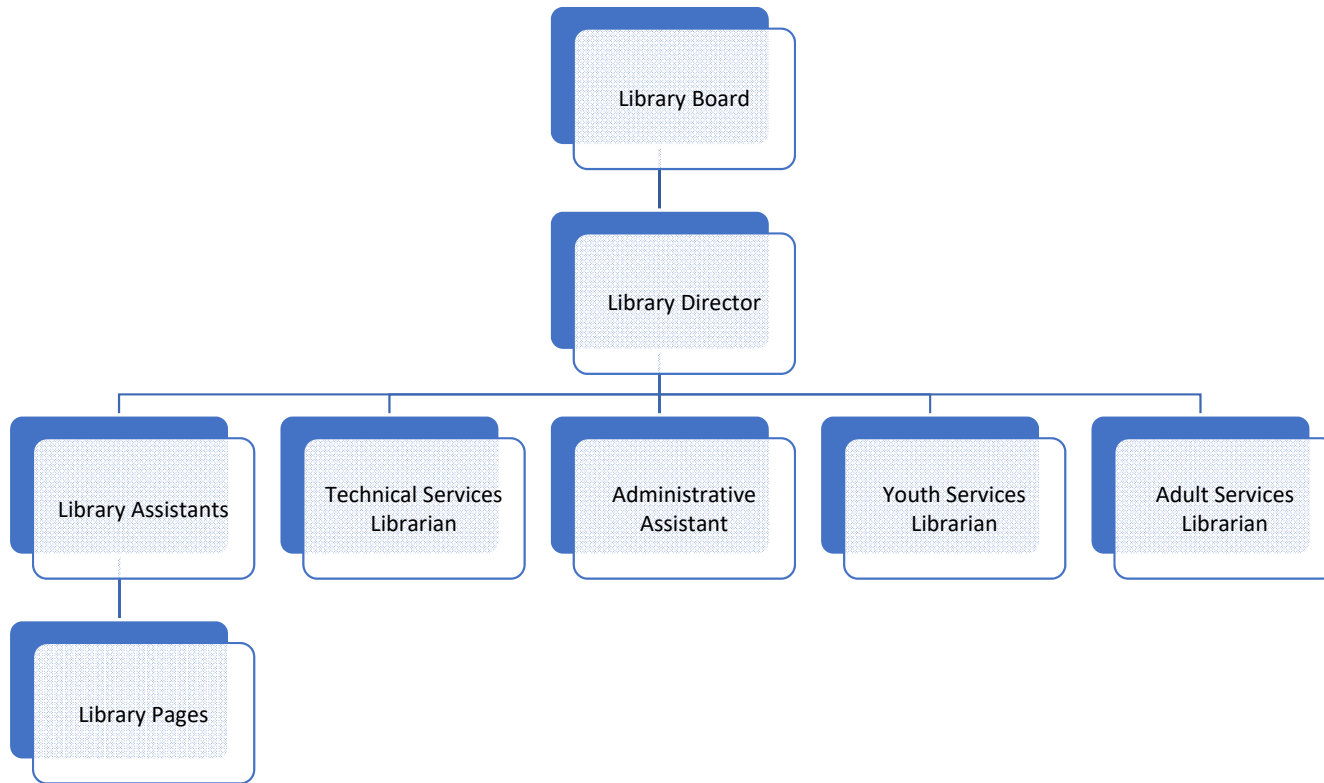 Library Board
Library Director
Library Assistants
Technical Services
Librarian
Administrative
Assistant
Youth Services
Librarian
Adult Services
Librarian
Library Pages